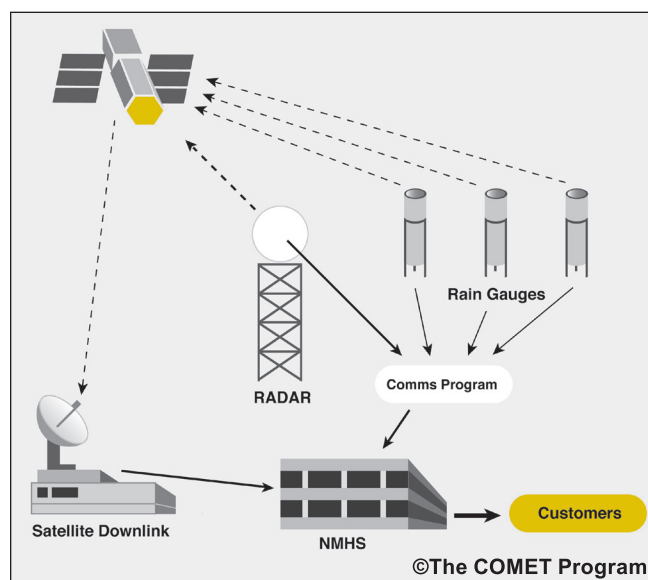 Rain Gauges
Comms Program
RADAR
Satellite Downlink
NMHS
Customers
©The COMET Program